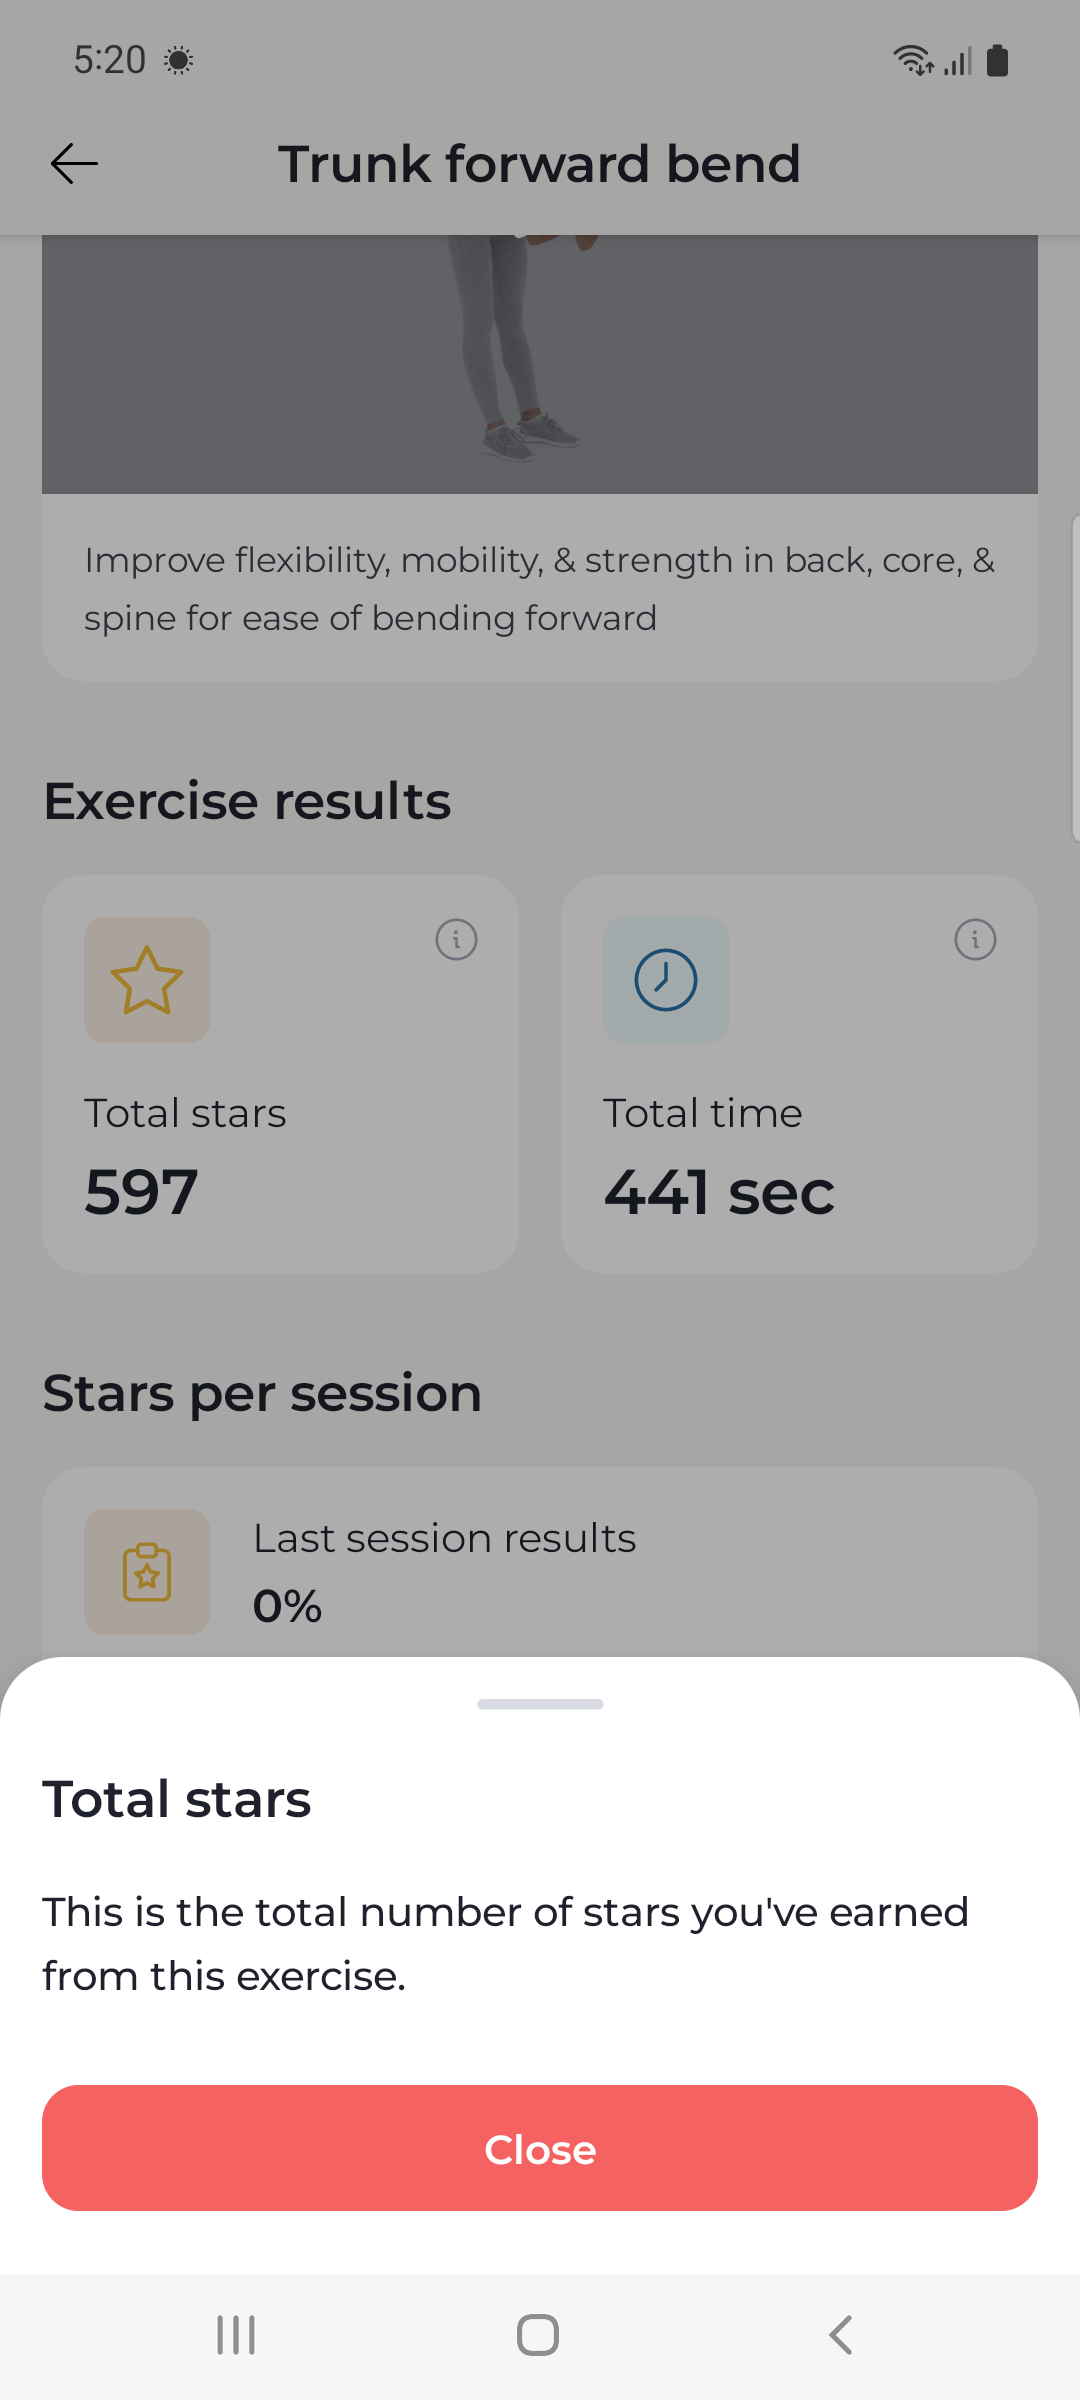 5:20
Trunk forward bend
Improve flexibility, mobility, & strength in back, core, &
spine for ease of bending forward
Exercise results
Total stars
597
Total time
441 sec
Stars per session
Last session results
0%
Total stars
This is the total number of stars you've earned
from this exercise.
Close